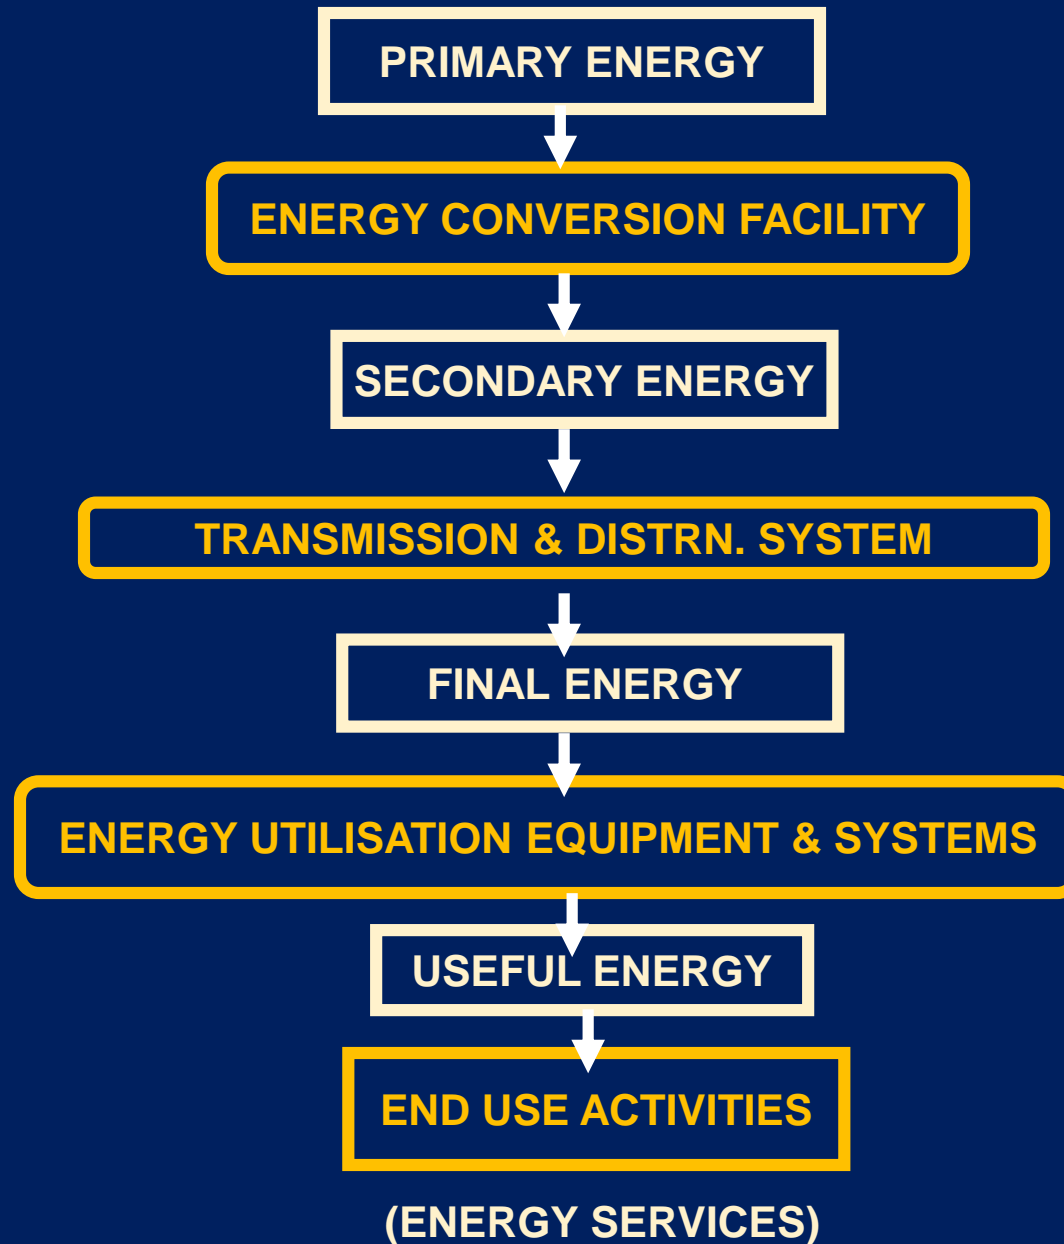 PRIMARY ENERGY
ENERGY CONVERSION FACILITY
SECONDARY ENERGY
TRANSMISSION & DISTRN. SYSTEM
FINAL ENERGY
ENERGY UTILISATION EQUIPMENT & SYSTEMS
USEFUL ENERGY
END USE ACTIVITIES
(ENERGY SERVICES)